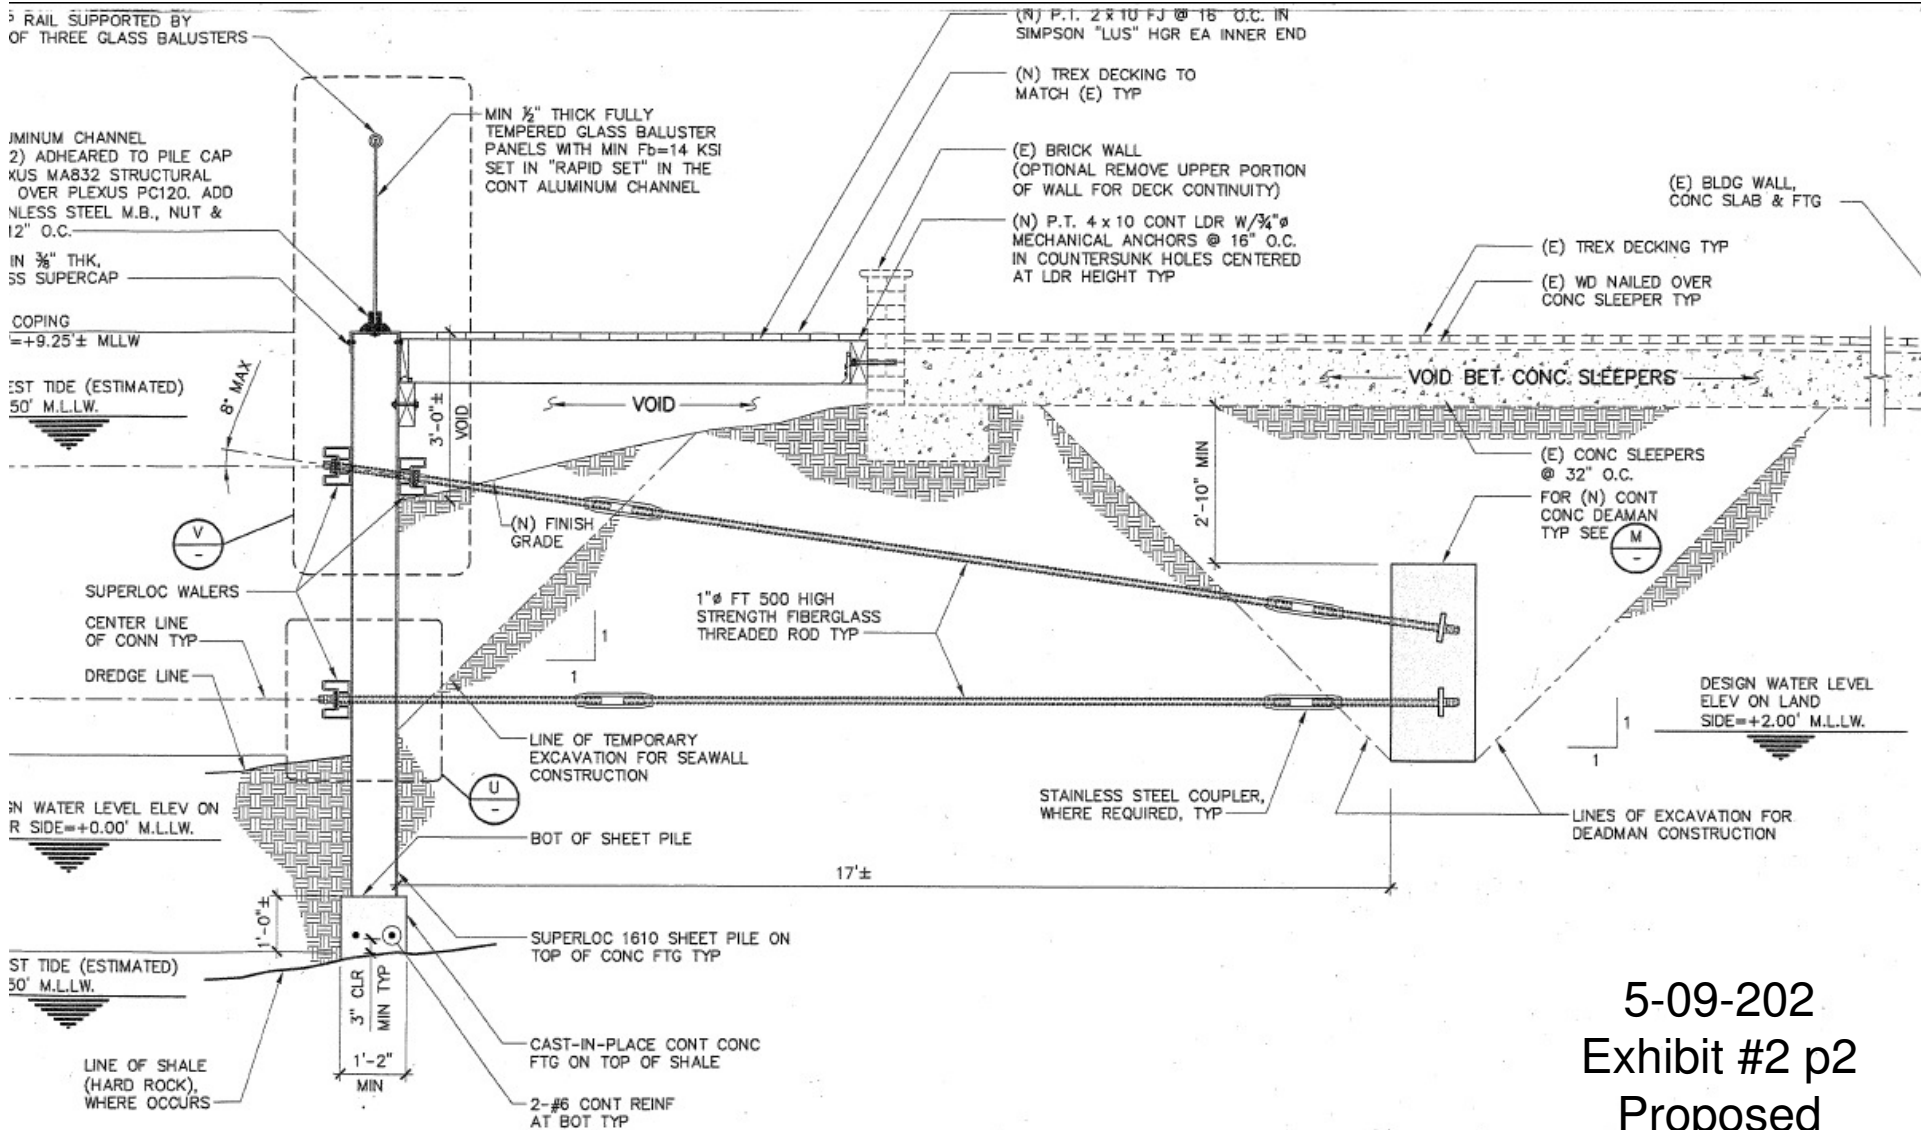 P RAIL SUPPORTED BY
OF THREE GLASS BALUSTERS
UMINUM CHANNEL
2) ADHEARED TO PILE CAP
XUS MA832 STRUCTURAL
OVER PLEXUS PC120. ADD
NLESS STEEL M.B., NUT &
12" O.C.
IN ⅜" THK,
SS SUPERCAP
COPING
=+9.25'± MLLW
EST TIDE (ESTIMATED)
50' M.L.LW.
8° MAX
MIN ½" THICK FULLY
TEMPERED GLASS BALUSTER
PANELS WITH MIN Fb=14 KSI
SET IN "RAPID SET" IN THE
CONT ALUMINUM CHANNEL
(N) P.T. 2 x 10 FJ @ 16" O.C. IN
SIMPSON "LUS" HGR EA INNER END
(N) TREX DECKING TO
MATCH (E) TYP
(E) BRICK WALL
(OPTIONAL REMOVE UPPER PORTION
OF WALL FOR DECK CONTINUITY)
(N) P.T. 4 x 10 CONT LDR W/¾"ø
MECHANICAL ANCHORS @ 16" O.C.
IN COUNTERSUNK HOLES CENTERED
AT LDR HEIGHT TYP
(E) BLDG WALL,
CONC SLAB & FTG
(E) TREX DECKING TYP
(E) WD NAILED OVER
CONC SLEEPER TYP
VOID
3'-0"±
VOID
VOID BET CONC. SLEEPERS
2'-10" MIN
(E) CONC SLEEPERS
@ 32" O.C.
FOR (N) CONT
CONC DEAMAN
TYP SEE
M
-
V
-
(N) FINISH
GRADE
SUPERLOC WALERS
CENTER LINE
OF CONN TYP
DREDGE LINE
1"ø FT 500 HIGH
STRENGTH FIBERGLASS
THREADED ROD TYP
1
1
LINE OF TEMPORARY
EXCAVATION FOR SEAWALL
CONSTRUCTION
U
-
DESIGN WATER LEVEL
ELEV ON LAND
SIDE=+2.00' M.L.LW.
1
1
STAINLESS STEEL COUPLER,
WHERE REQUIRED, TYP
LINES OF EXCAVATION FOR
DEADMAN CONSTRUCTION
GN WATER LEVEL ELEV ON
R SIDE=+0.00' M.L.LW.
BOT OF SHEET PILE
17'±
1'-0"±
SUPERLOC 1610 SHEET PILE ON
TOP OF CONC FTG TYP
ST TIDE (ESTIMATED)
50' M.L.LW.
3" CLR
MIN TYP
1'-2"
MIN
LINE OF SHALE
(HARD ROCK),
WHERE OCCURS
CAST-IN-PLACE CONT CONC
FTG ON TOP OF SHALE
2-#6 CONT REINF
AT BOT TYP
5-09-202
Exhibit #2 p2
Proposed